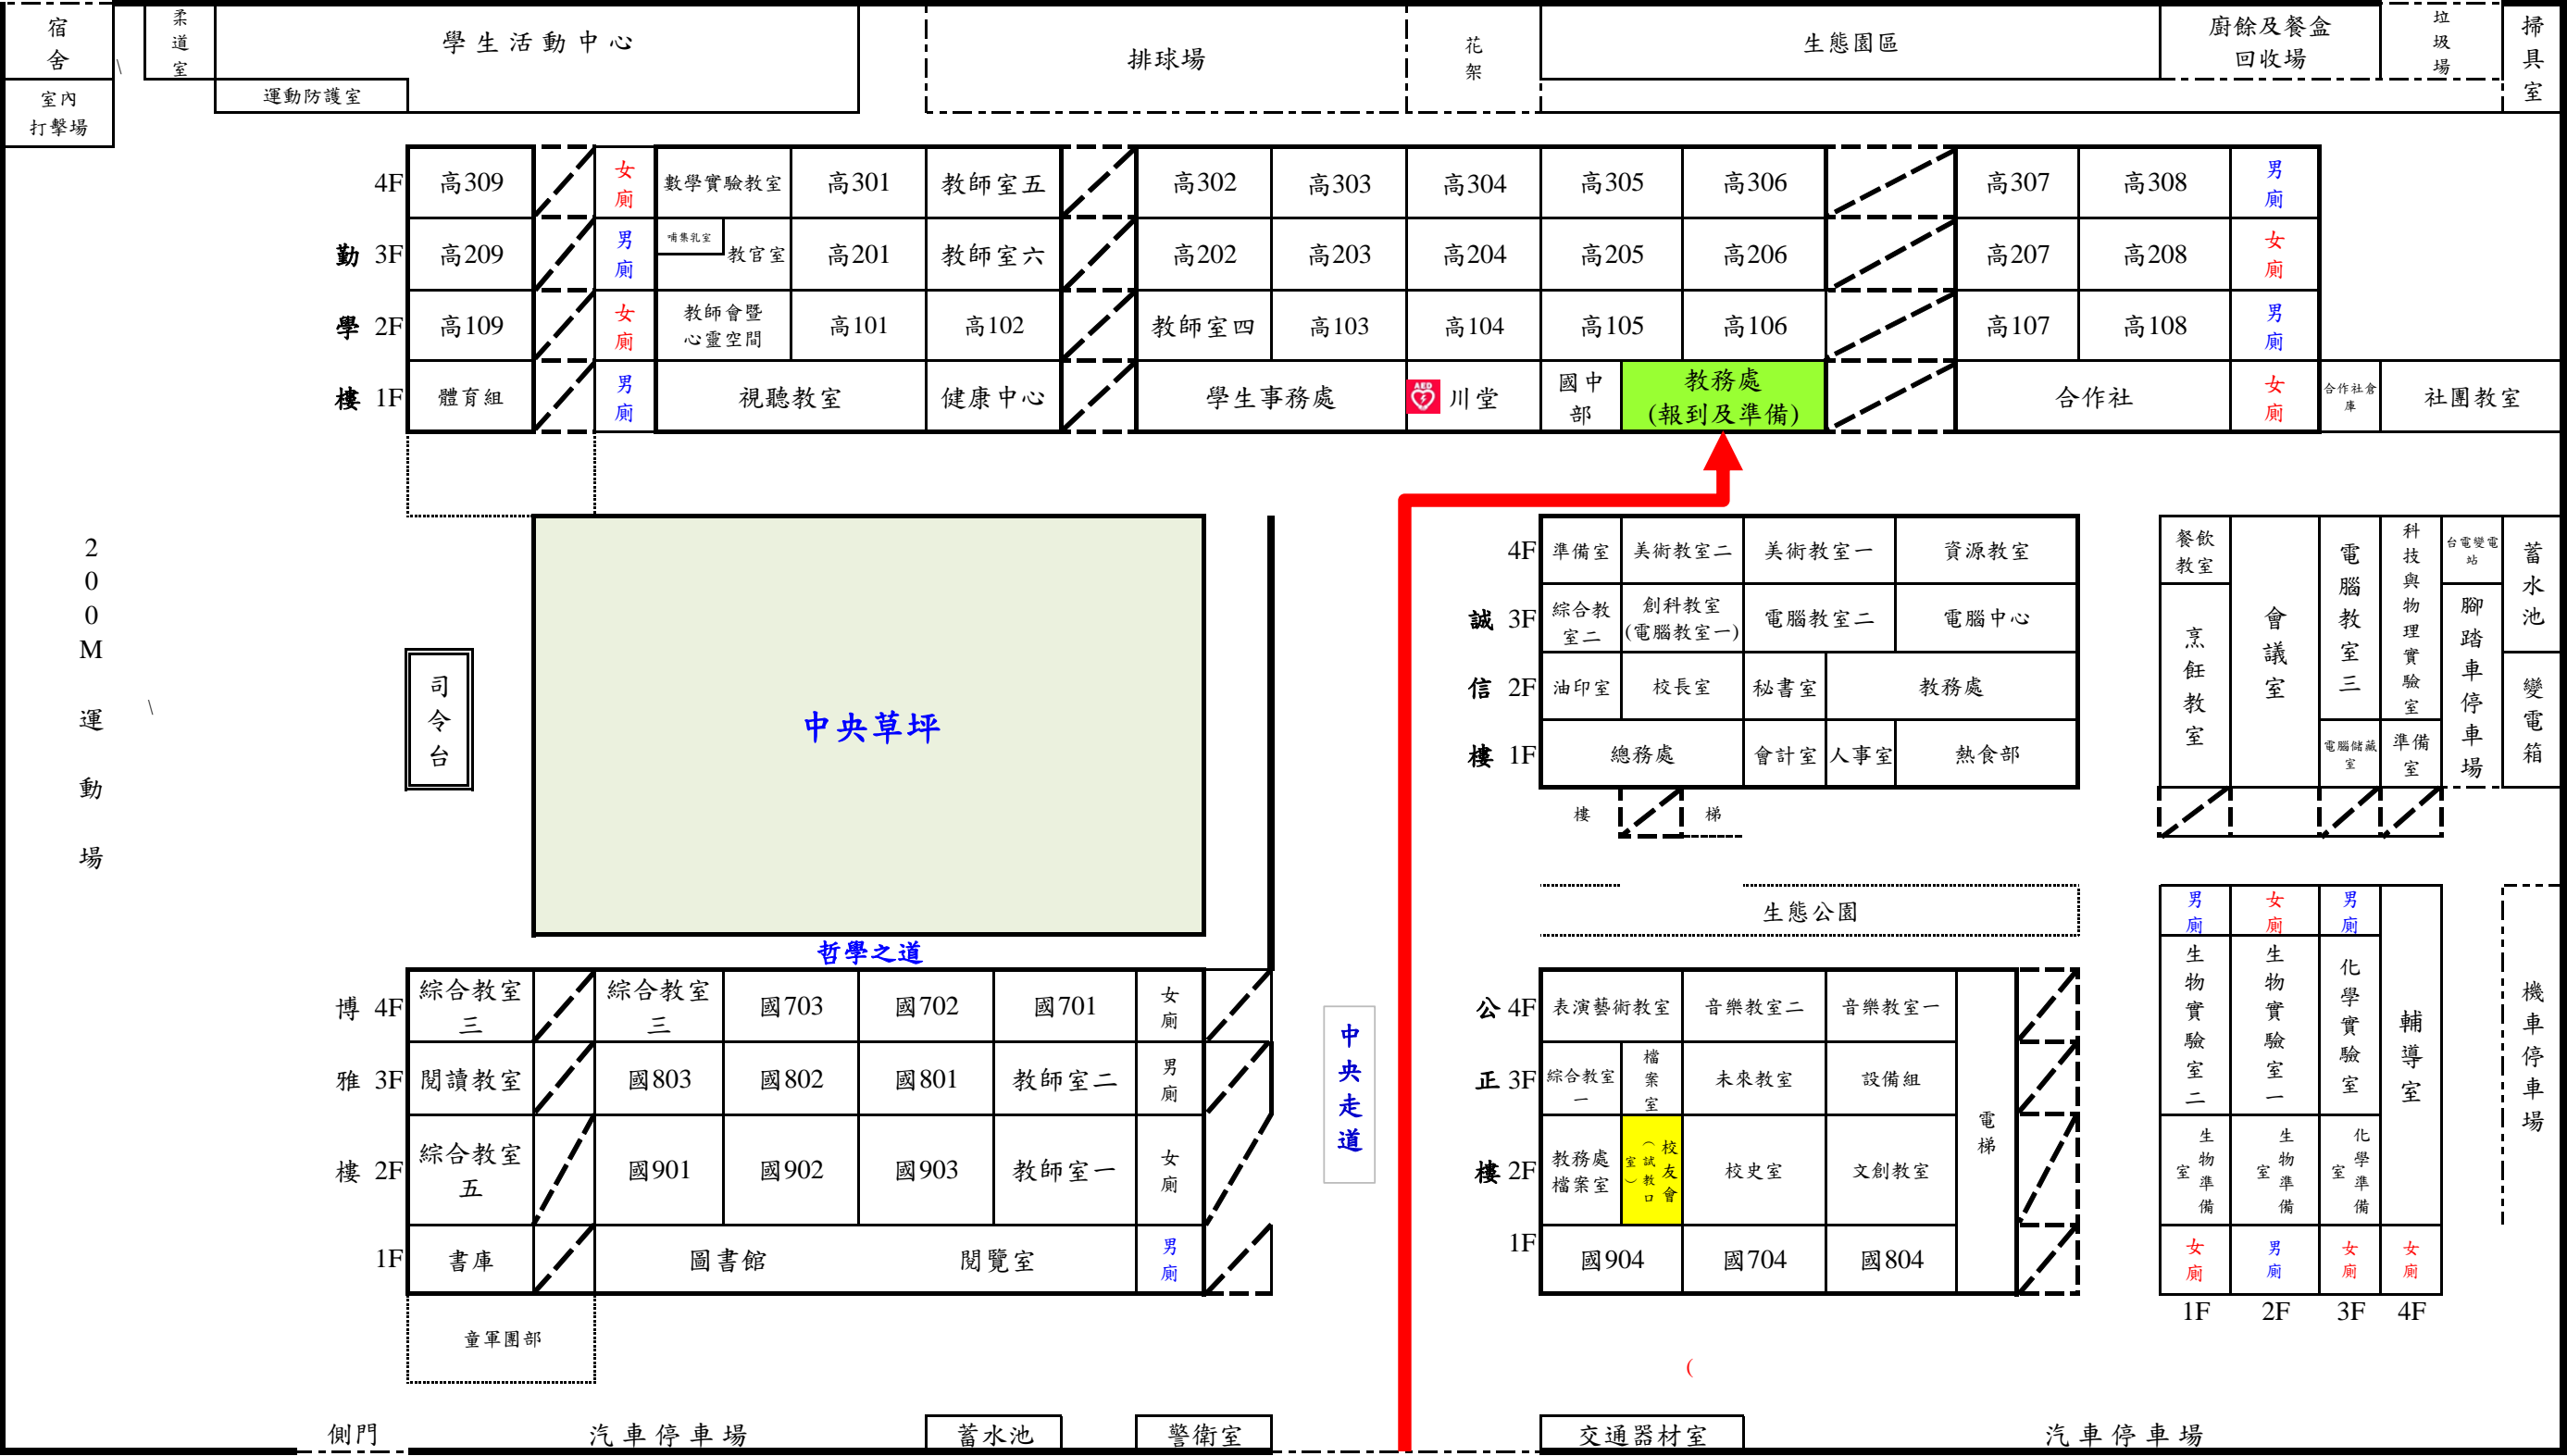 宿舍
柔道室
學生活動中心
排球場
花架
生態園區
廚餘及餐盒
回收場
垃圾場
掃具室
室內
打擊場
運動防護室
4F 高309 女廁 數學實驗教室 高301 教師室五 高302 高303 高304 高305 高306 高307 高308 男廁
勤 3F 高209 男廁 哺集乳室 教官室 高201 教師室六 高202 高203 高204 高205 高206 高207 高208 女廁
學 2F 高109 女廁 教師會暨
心靈空間
高101 高102 教師室四 高103 高104 高105 高106 高107 高108 男廁
樓 1F 體育組 男廁 視聽教室 健康中心 學生事務處 AED 川堂 國中
部
教務處
(報到及準備)
合作社 女廁 合作社倉
庫
社團教室
200M 運動場
\
\
司令台
中央草坪
哲學之道
4F 準備室 美術教室二 美術教室一 資源教室
誠 3F 綜合教
室二
創科教室
(電腦教室一)
電腦教室二 電腦中心
信 2F 油印室 校長室 秘書室 教務處
樓 1F 總務處 會計室 人事室 熱食部
樓 梯
餐飲
教室
烹飪教室
會議室
電腦教室三
電腦儲藏
室
科技與物理實驗室
準備
室
台電變電
站
腳踏車停車場
蓄水池
變電箱
生態公園
博 4F 綜合教室
三
綜合教室
三
國703 國702 國701 女廁
雅 3F 閱讀教室 國803 國802 國801 教師室二 男廁
樓 2F 綜合教室
五
國901 國902 國903 教師室一 女廁
1F 書庫 圖書館 閱覽室 男廁
童軍團部
中央走道
公 4F 表演藝術教室 音樂教室二 音樂教室一
正 3F 綜合教室
一
檔案室
未來教室 設備組
樓 2F 教務處
檔案室
校友會
(試教口
室)
校史室 文創教室
電梯
1F 國904 國704 國804
男廁 女廁 男廁
生物實驗室二
生物實驗室一
化學實驗室
輔導室
生物準備
室
生物準備
室
化學準備
室
女廁 男廁 女廁 女廁
1F 2F 3F 4F
機車停車場
(
側門
汽車停車場
蓄水池
警衛室
交通器材室
汽車停車場